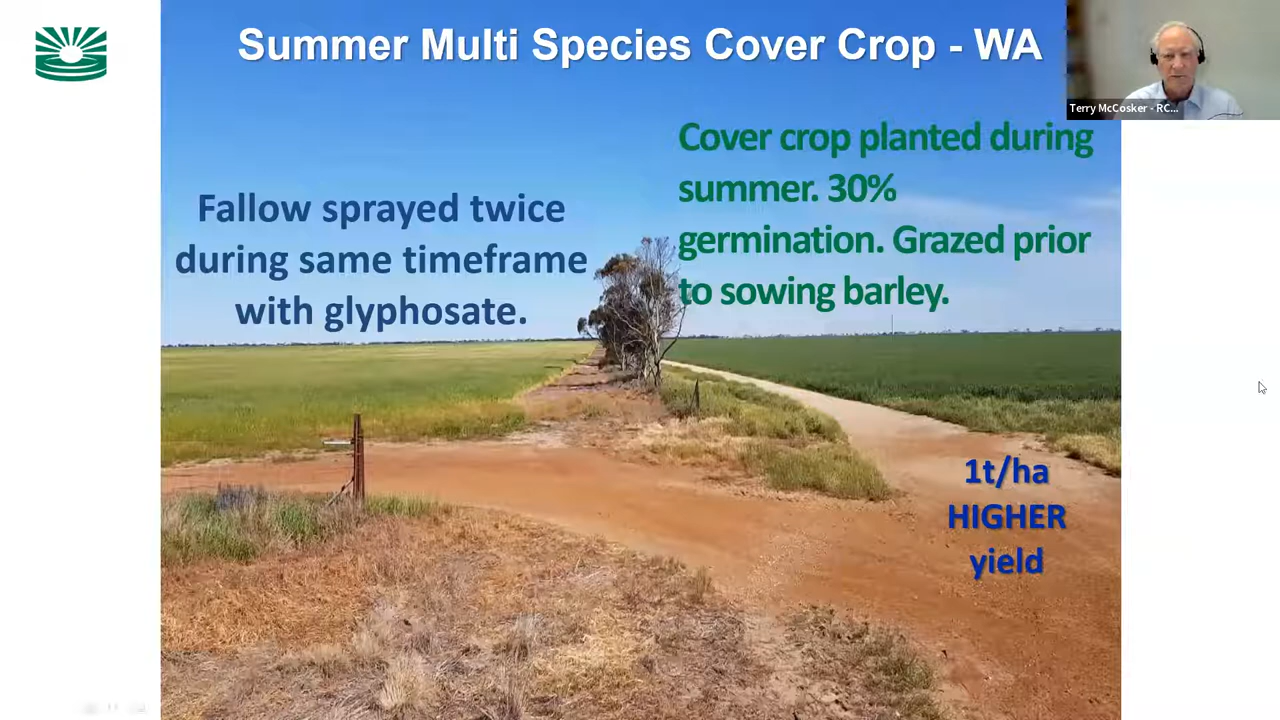 Summer Multi Species Cover Crop - WA
Terry McCosker - RC...
Cover crop planted during
summer. 30%
germination. Grazed prior
to sowing barley.
Fallow sprayed twice
during same timeframe
with glyphosate.
1t/ha
HIGHER
yield